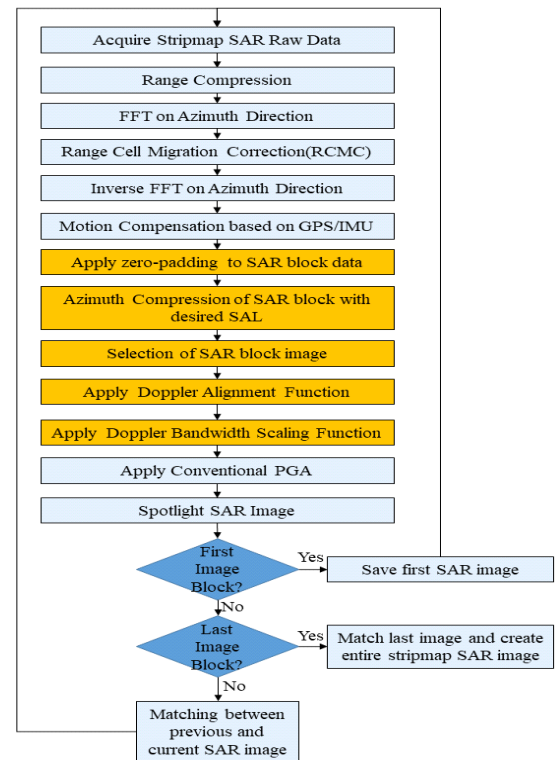 Acquire Stripmap SAR Raw Data
Range Compression
FFT on Azimuth Direction
Range Cell Migration Correction(RCMC)
Inverse FFT on Azimuth Direction
Motion Compensation based on GPS/IMU
Apply zero-padding to SAR block data
Azimuth Compression of SAR block with
desired SAL
Selection of SAR block image
Apply Doppler Alignment Function
Apply Doppler Bandwidth Scaling Function
Apply Conventional PGA
Spotlight SAR Image
First
Image
Block?
Yes
Save first SAR image
No
Last
Image
Block?
Yes
Match last image and create
entire stripmap SAR image
No
Matching between
previous and
current SAR image